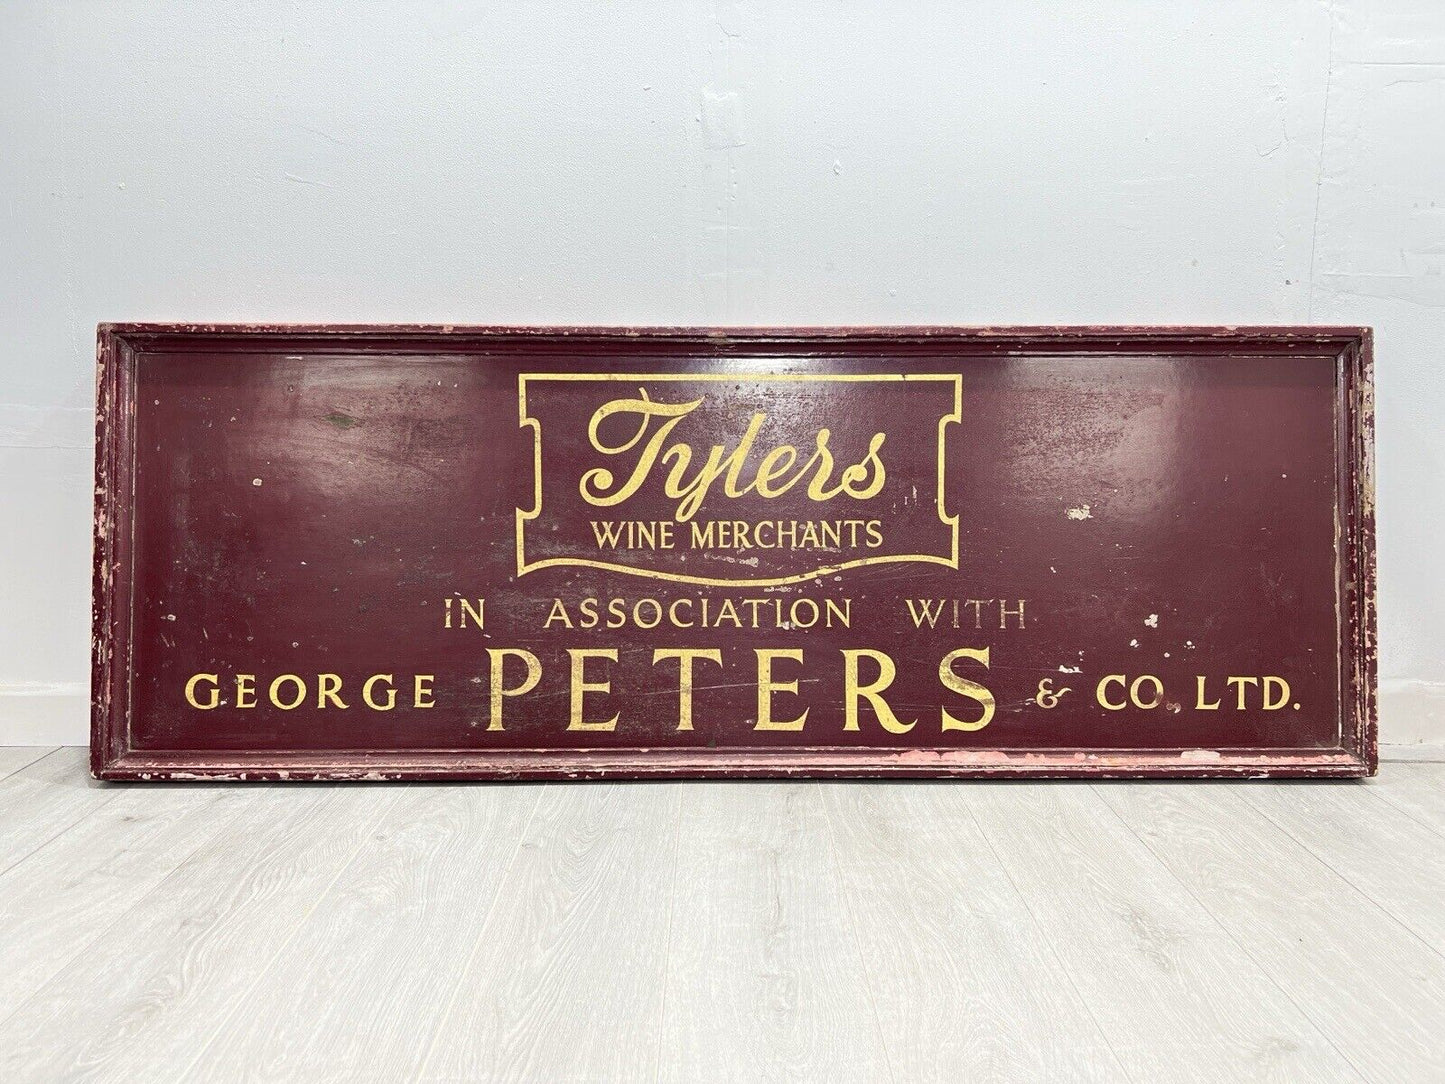 Tylers
WINE MERCHANTS
IN ASSOCIATION WITH
GEORGE PETERS & CO. LTD.